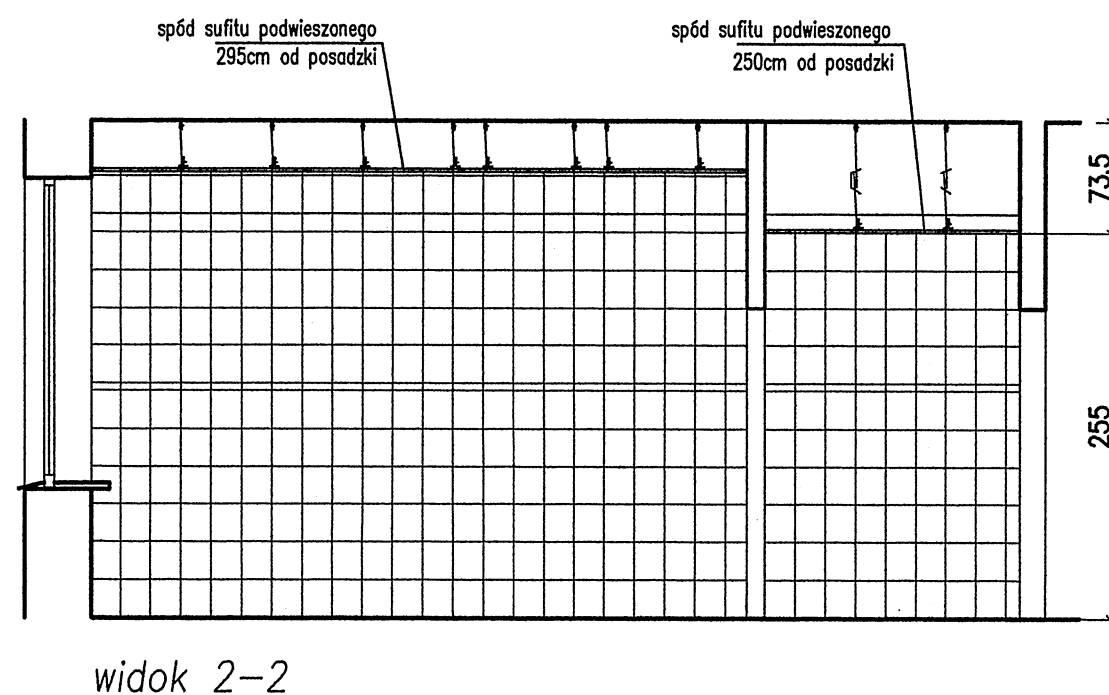 spód sufitu podwieszonego
295cm od posadzki
spód sufitu podwieszonego
250cm od posadzki
73.5
255
widok 2-2